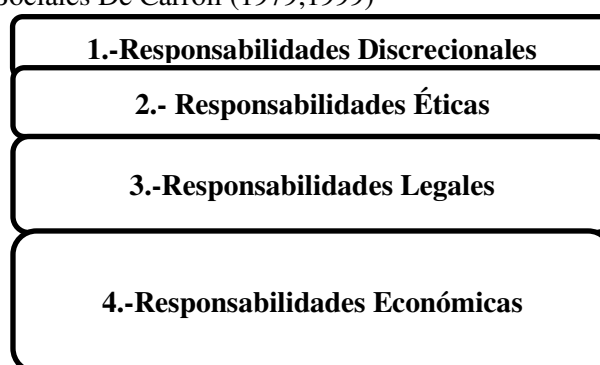 Sociales De Carroll (1979,1999)
1.-Responsabilidades Discrecionales
2.- Responsabilidades Éticas
3.-Responsabilidades Legales
4.-Responsabilidades Económicas